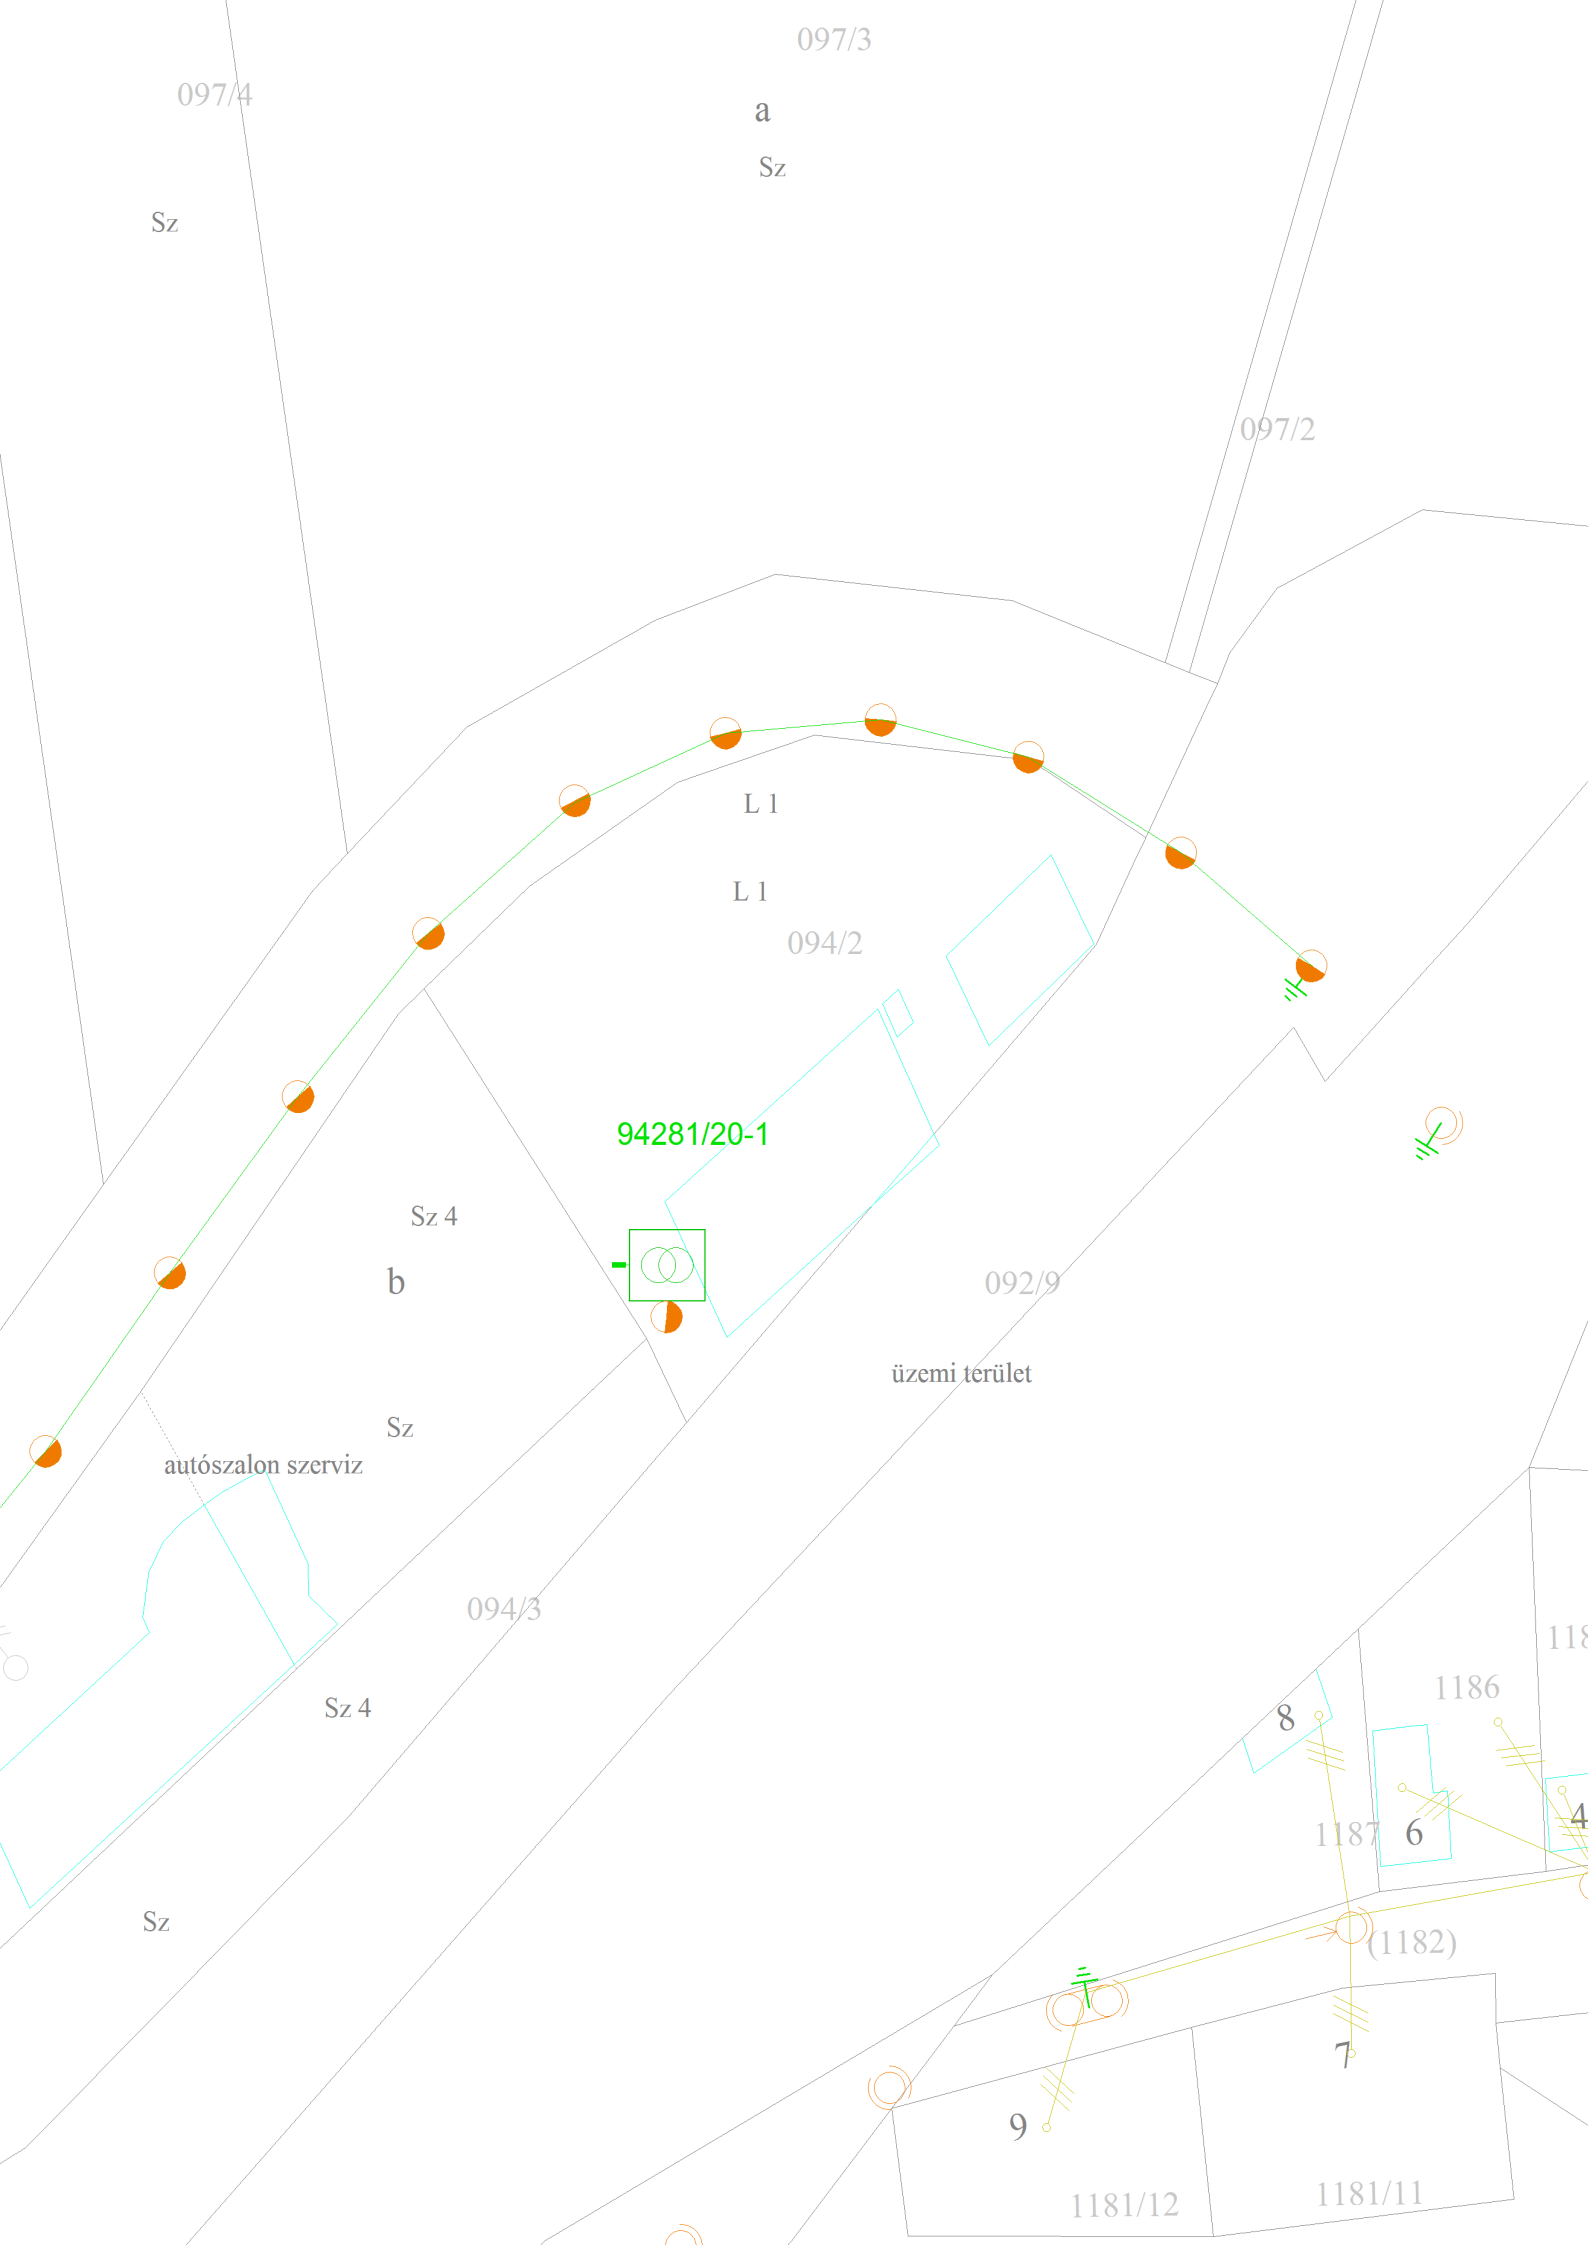 097/3
097/4
a
Sz
Sz
097/2
L 1
L 1
094/2
94281/20-1
Sz 4
b
092/9
üzemi terület
Sz
autószalon szerviz
094/3
Sz 4
1186
8
4
1187
6
Sz
(1182)
7
9
1181/12
1181/11